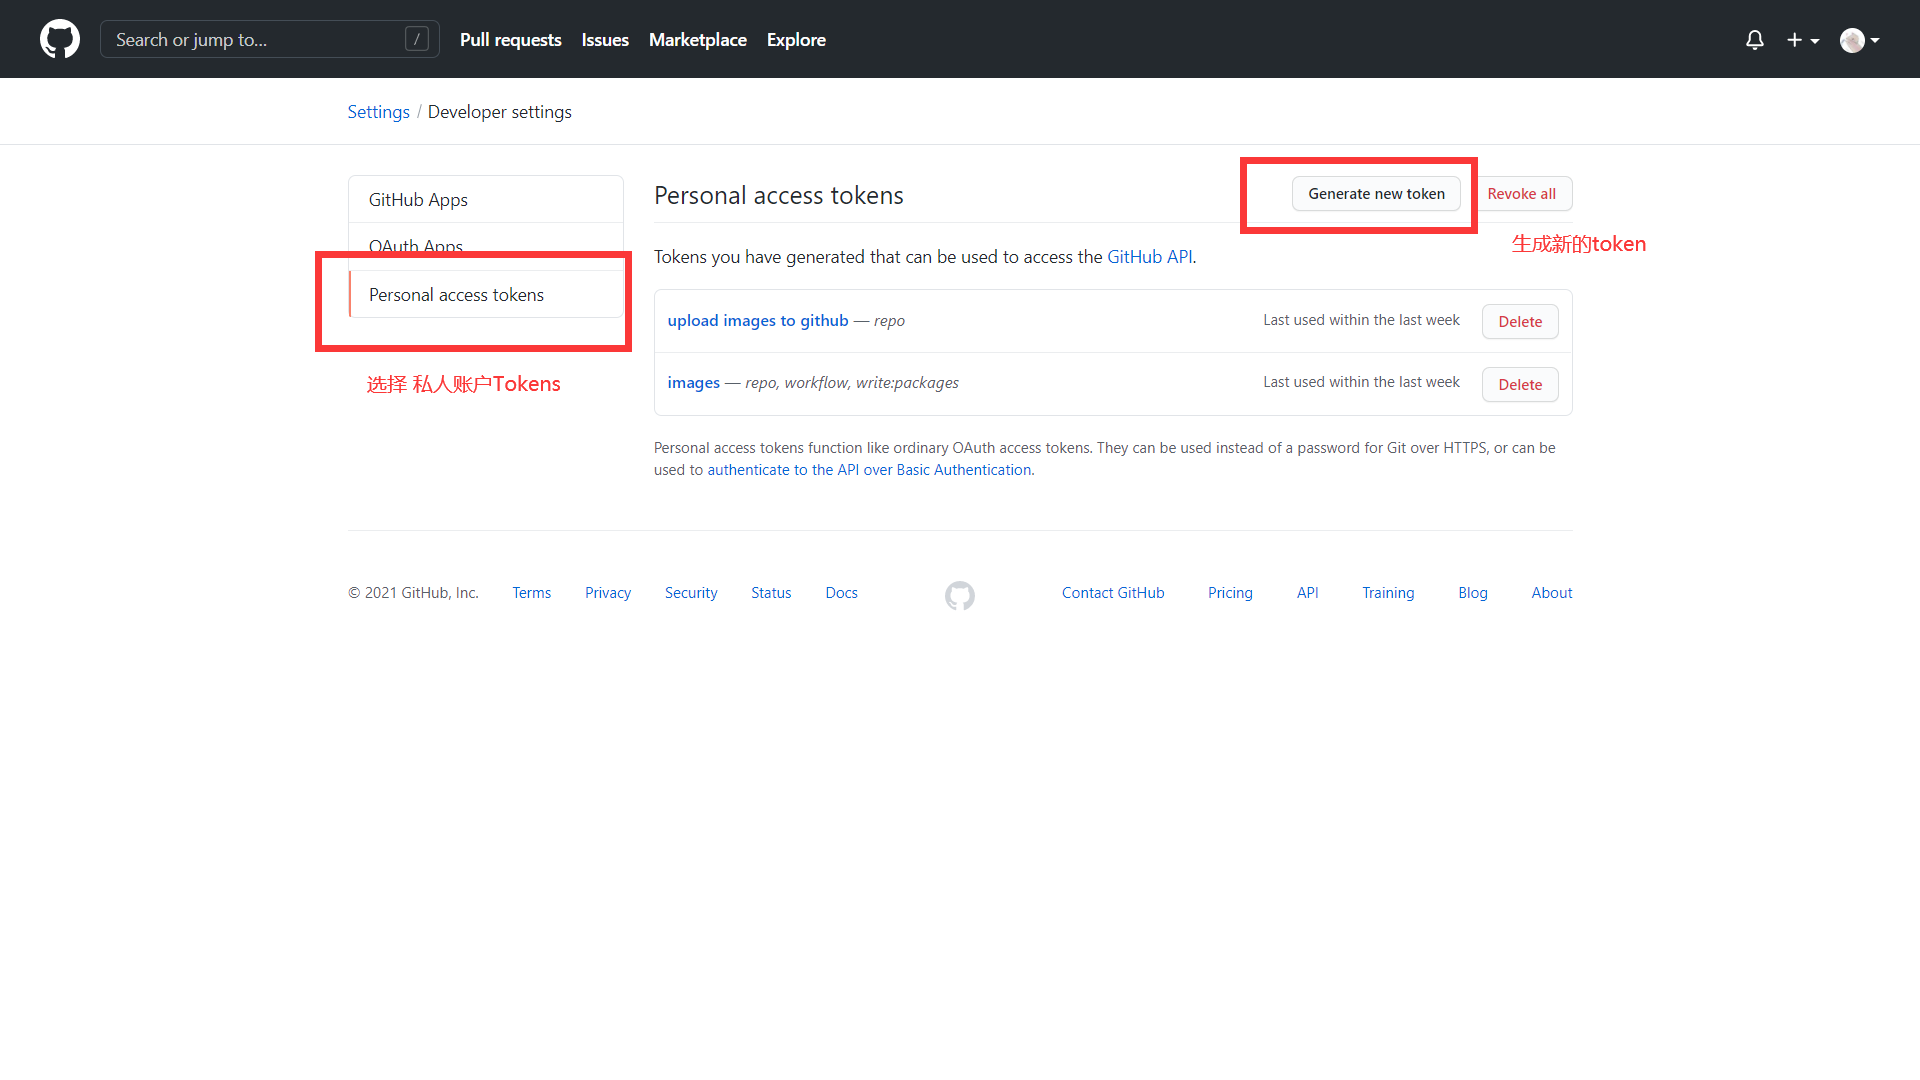 Search or jump to... /
Pull requests Issues Marketplace Explore
Settings / Developer settings
GitHub Apps
OAuth Apps
Personal access tokens
选择 私人账户Tokens
Personal access tokens
Generate new token
Revoke all
生成新的token
Tokens you have generated that can be used to access the GitHub API.
upload images to github — repo
Last used within the last week
Delete
images — repo, workflow, write:packages
Last used within the last week
Delete
Personal access tokens function like ordinary OAuth access tokens. They can be used instead of a password for Git over HTTPS, or can be
used to authenticate to the API over Basic Authentication.
© 2021 GitHub, Inc. Terms Privacy Security Status Docs Contact GitHub Pricing API Training Blog About